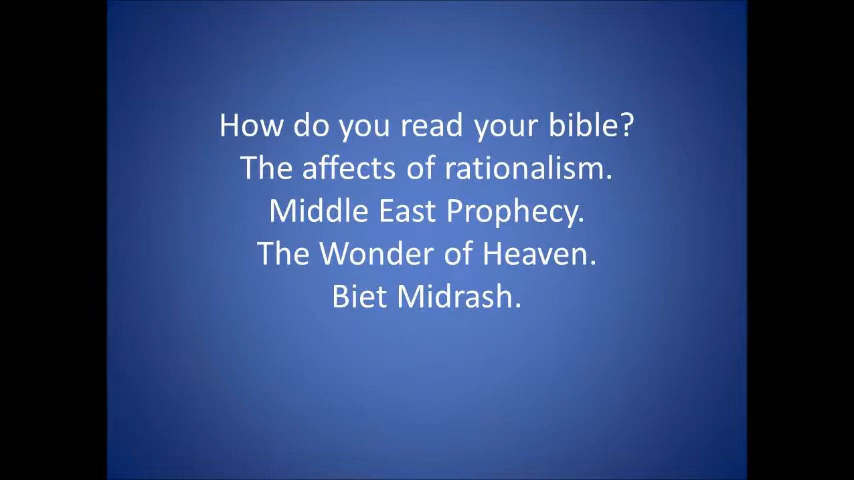 How do you read your bible?
The affects of rationalism.
Middle East Prophecy.
The Wonder of Heaven.
Biet Midrash.